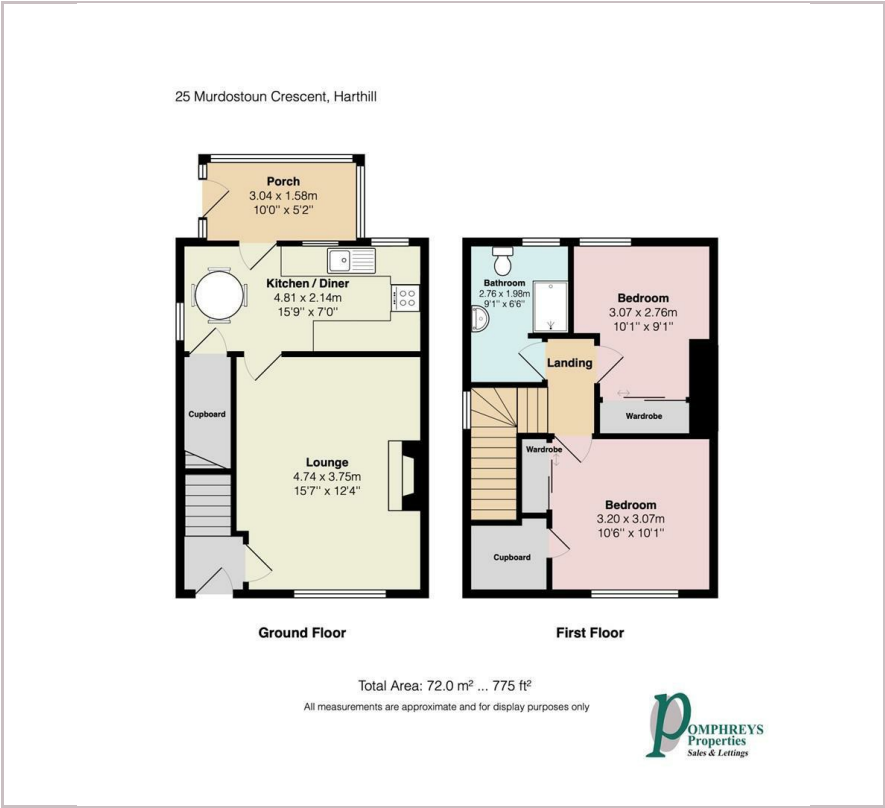 25 Murdostoun Crescent, Harthill
Porch
3.04 x 1.58m
10'0" x 5'2"
Kitchen / Diner
4.81 x 2.14m
15'9" x 7'0"
Cupboard
Lounge
4.74 x 3.75m
15'7" x 12'4"
Ground Floor
Bathroom
2.76 x 1.98m
9'1" x 6'6"
Bedroom
3.07 x 2.76m
10'1" x 9'1"
Landing
Wardrobe
Wardrobe
Bedroom
3.20 x 3.07m
10'6" x 10'1"
Cupboard
First Floor
Total Area: 72.0 m² ... 775 ft²
All measurements are approximate and for display purposes only
POMPHREYS
Properties
Sales & Lettings